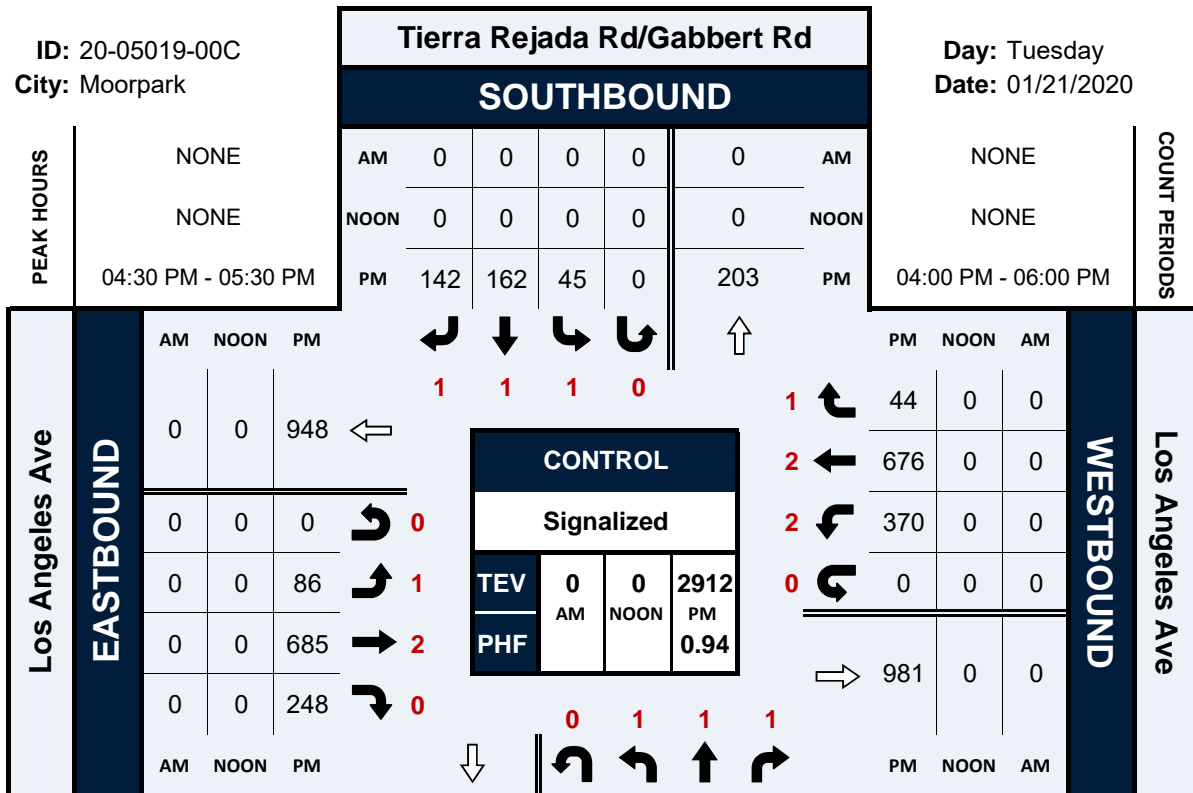 Tierra Rejada Rd/Gabbert Rd
ID: 20-05019-00C
City: Moorpark
Day: Tuesday
Date: 01/21/2020
SOUTHBOUND
PEAK HOURS
NONE
NONE
04:30 PM - 05:30 PM
AM 0 0 0 0 0 AM
NOON 0 0 0 0 0 NOON
PM 142 162 45 0 203 PM
NONE
NONE
04:00 PM - 06:00 PM
COUNT PERIODS
1 1 1 0
Los Angeles Ave
EASTBOUND
AM NOON PM
0 0 948
0 0 0 0
0 0 86 1
0 0 685 2
0 0 248 0
AM NOON PM
CONTROL
Signalized
TEV 0 0 2912
AM NOON PM
PHF 0.94
PM NOON AM
1 44 0 0
2 676 0 0
2 370 0 0
0 0 0 0
981 0 0
PM NOON AM
WESTBOUND
Los Angeles Ave
0 1 1 1